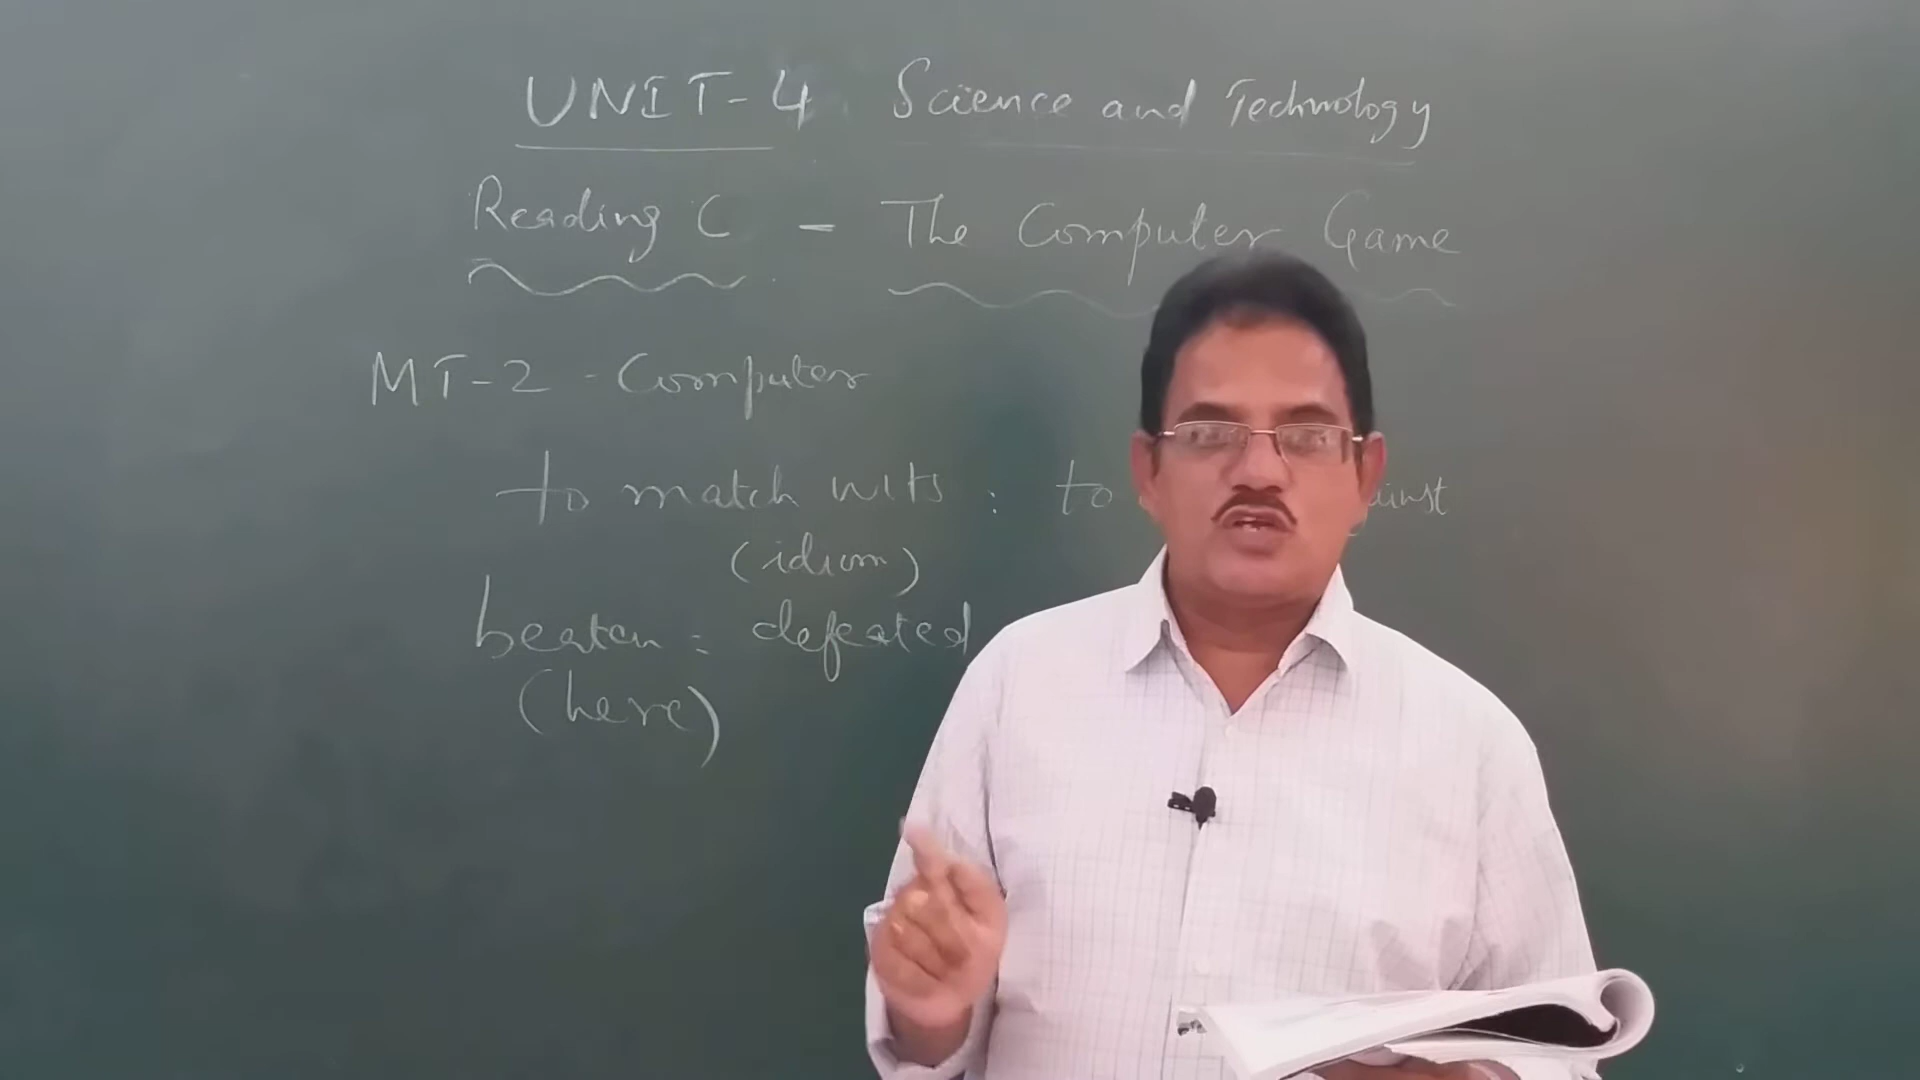 UNIT-4 Science and Technology
Reading C - The Computer Game
MT-2 - Computer
to match wits : to
(idiom)
beaten : defeated
(here)